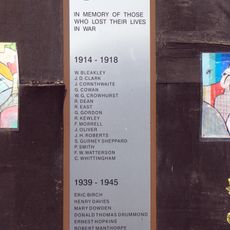 IN MEMORY OF THOSE
WHO LOST THEIR LIVES
IN WAR
1914 - 1918
W. BLEAKLEY
J. D. CLARK
J. CORNTHWAITE
G. COWAN
W. G. CROWHURST
R. DEAN
R. EAST
G. GORDON
R. KEWLEY
F. MORRELL
J. OLIVER
J. H. ROBERTS
S. GURNEY SHEPPARD
P. SMITH
F. W. WATTERSON
C. WHITTINGHAM
1939 - 1945
ERIC BIRCH
HENRY DAVIES
MARY DOWDEN
DONALD THOMAS DRUMMOND
ERNEST HOPKINS
ROBERT MANTHORPE